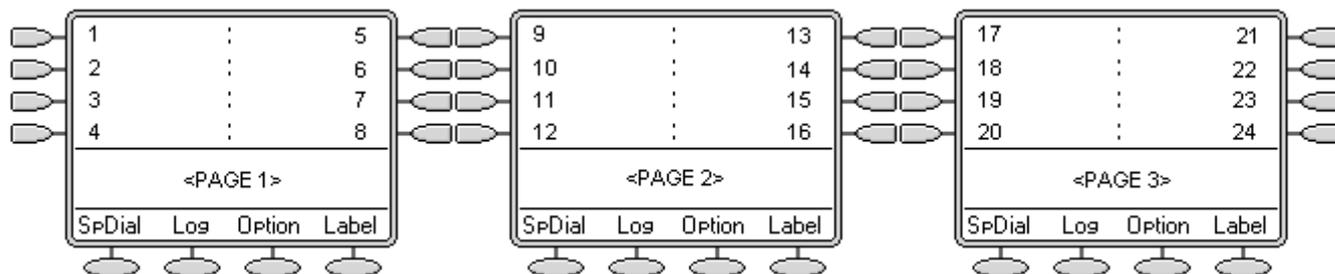 1 : 5 9 : 13 17 : 21
2 : 6 10 : 14 18 : 22
3 : 7 11 : 15 19 : 23
4 : 8 12 : 16 20 : 24
<PAGE 1> <PAGE 2> <PAGE 3>
SpDial Log Option Label SpDial Log Option Label SpDial Log Option Label